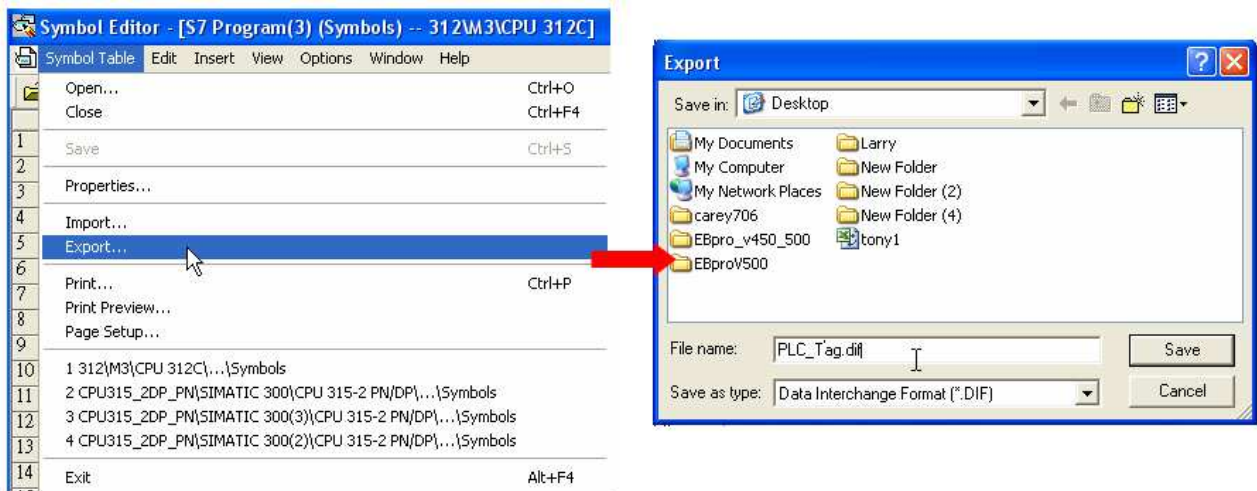 Symbol Editor - [S7 Program(3) (Symbols) -- 312\M3\CPU 312C]
Symbol Table Edit Insert View Options Window Help
Open... Ctrl+O
Close Ctrl+F4
1
Save Ctrl+S
2
Properties...
3
4
Import...
5
Export...
6
Print... Ctrl+P
7
Print Preview...
8
Page Setup...
9
10 1 312\M3\CPU 312C\...\Symbols
11 2 CPU315_2DP_PN\SIMATIC 300\CPU 315-2 PN/DP\...\Symbols
12 3 CPU315_2DP_PN\SIMATIC 300(3)\CPU 315-2 PN/DP\...\Symbols
13 4 CPU315_2DP_PN\SIMATIC 300(2)\CPU 315-2 PN/DP\...\Symbols
14 Exit Alt+F4
Export
Save in: Desktop
My Documents Larry
My Computer New Folder
My Network Places New Folder (2)
carey706 New Folder (4)
EBpro_v450_500 tony1
EBproV500
File name: PLC_Tag.dif Save
Save as type: Data Interchange Format (*.DIF) Cancel